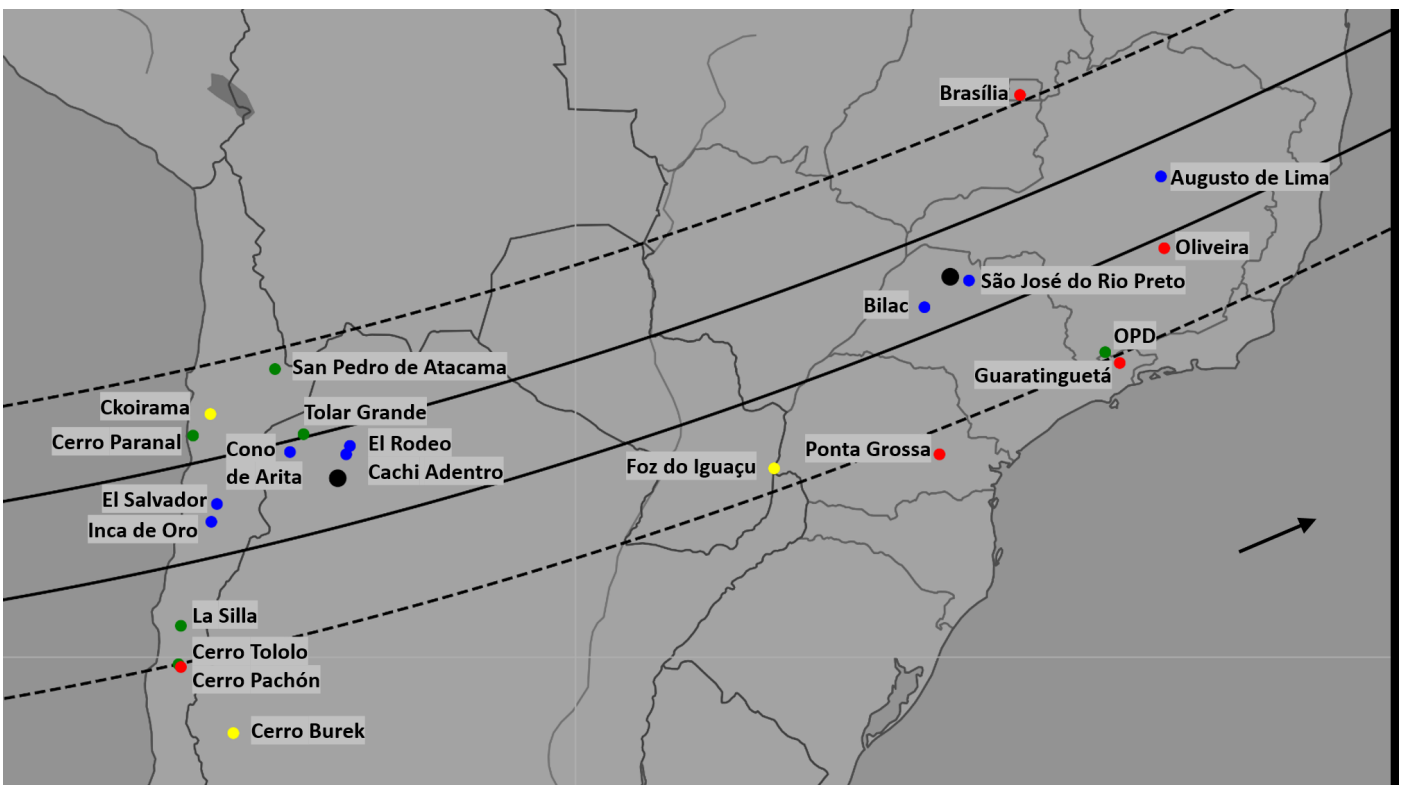 Brasília
Augusto de Lima
Oliveira
São José do Rio Preto
Bilac
OPD
Guaratinguetá
San Pedro de Atacama
Ckoirama
Tolar Grande
Cerro Paranal
Cono
de Arita
El Rodeo
Cachi Adentro
Foz do Iguaçu
Ponta Grossa
El Salvador
Inca de Oro
La Silla
Cerro Tololo
Cerro Pachón
Cerro Burek